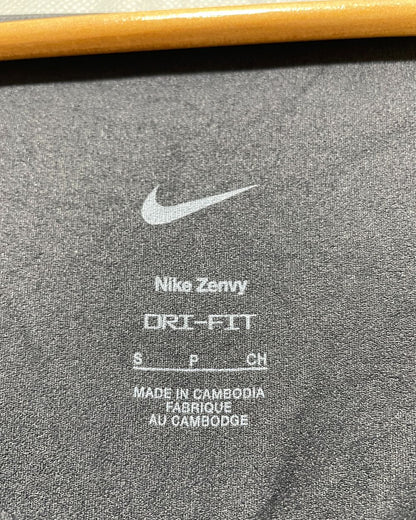 Nike Zenvy
DRI-FIT
S P CH
MADE IN CAMBODIA
FABRIQUE
AU CAMBODGE